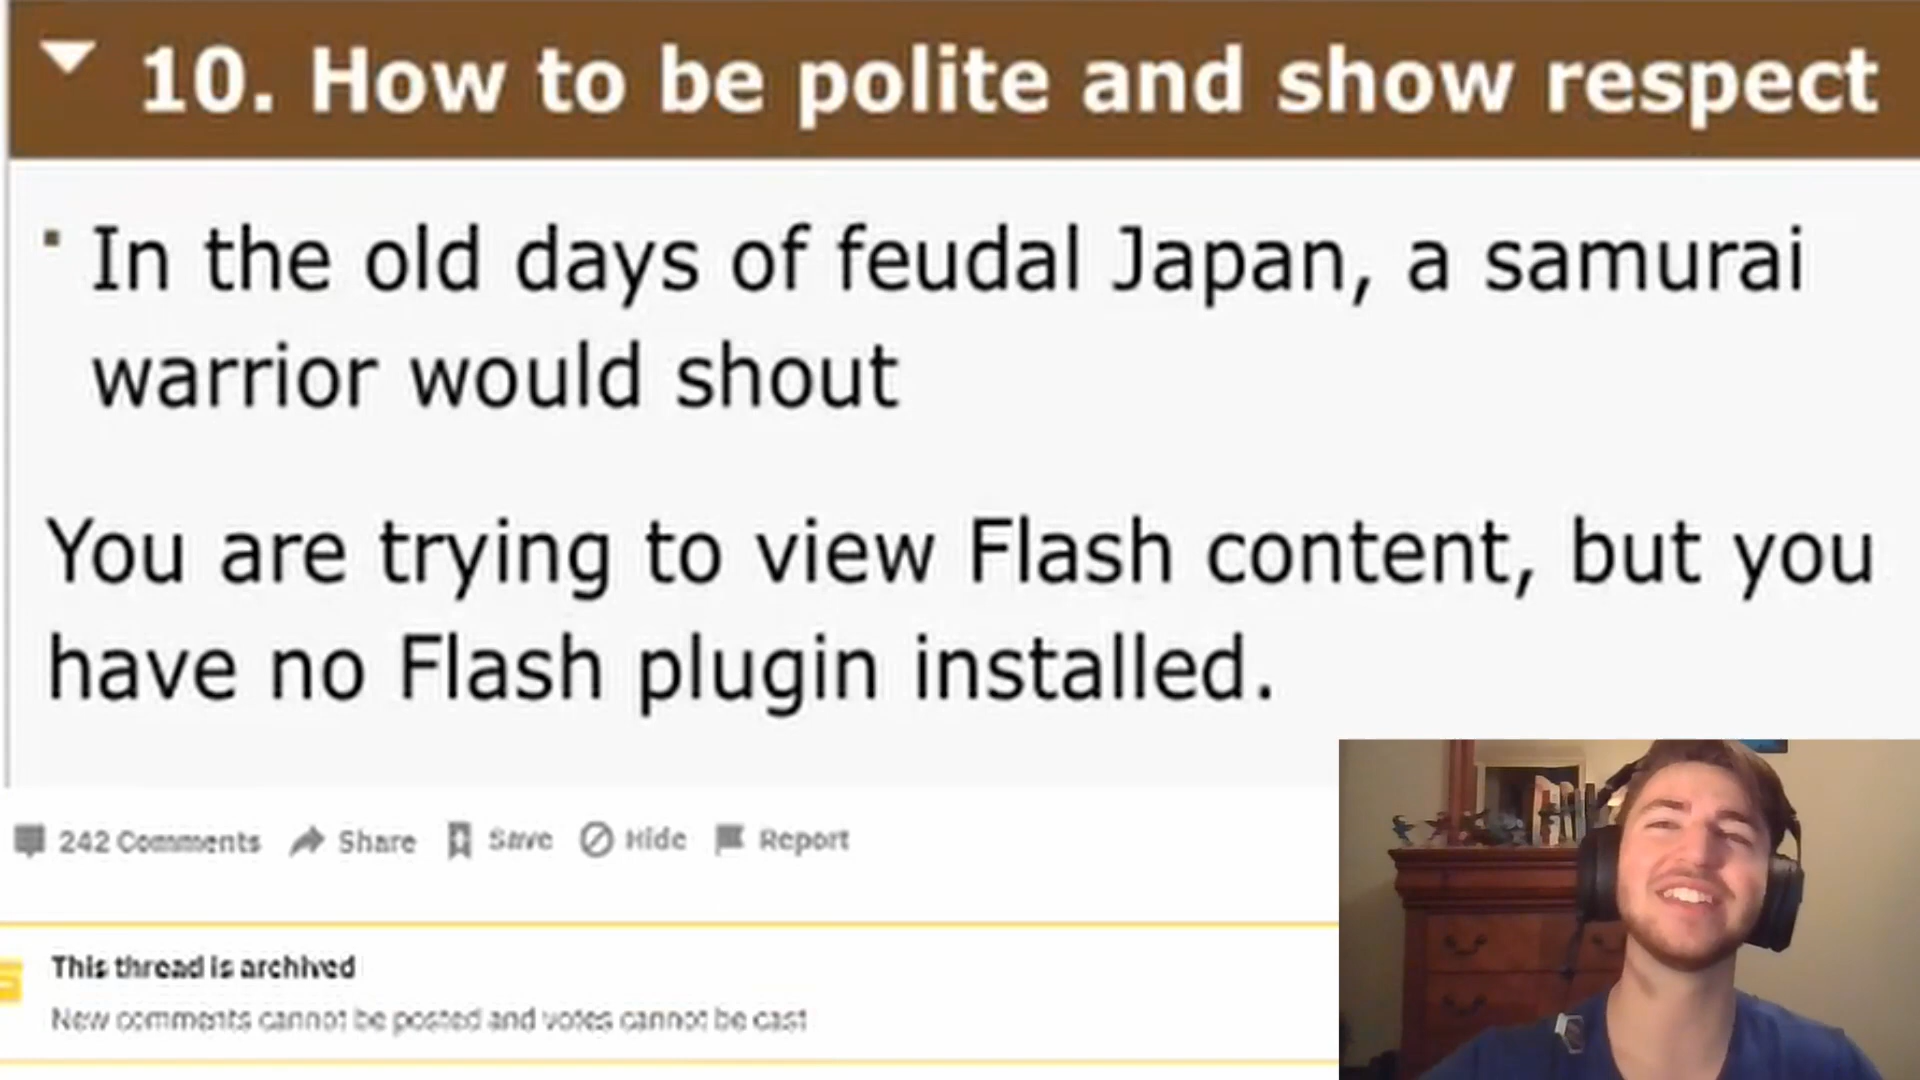 10. How to be polite and show respect
In the old days of feudal Japan, a samurai
warrior would shout
You are trying to view Flash content, but you
have no Flash plugin installed.
242 Comments Share Save Hide Report
This thread is archived
New comments cannot be posted and votes cannot be cast